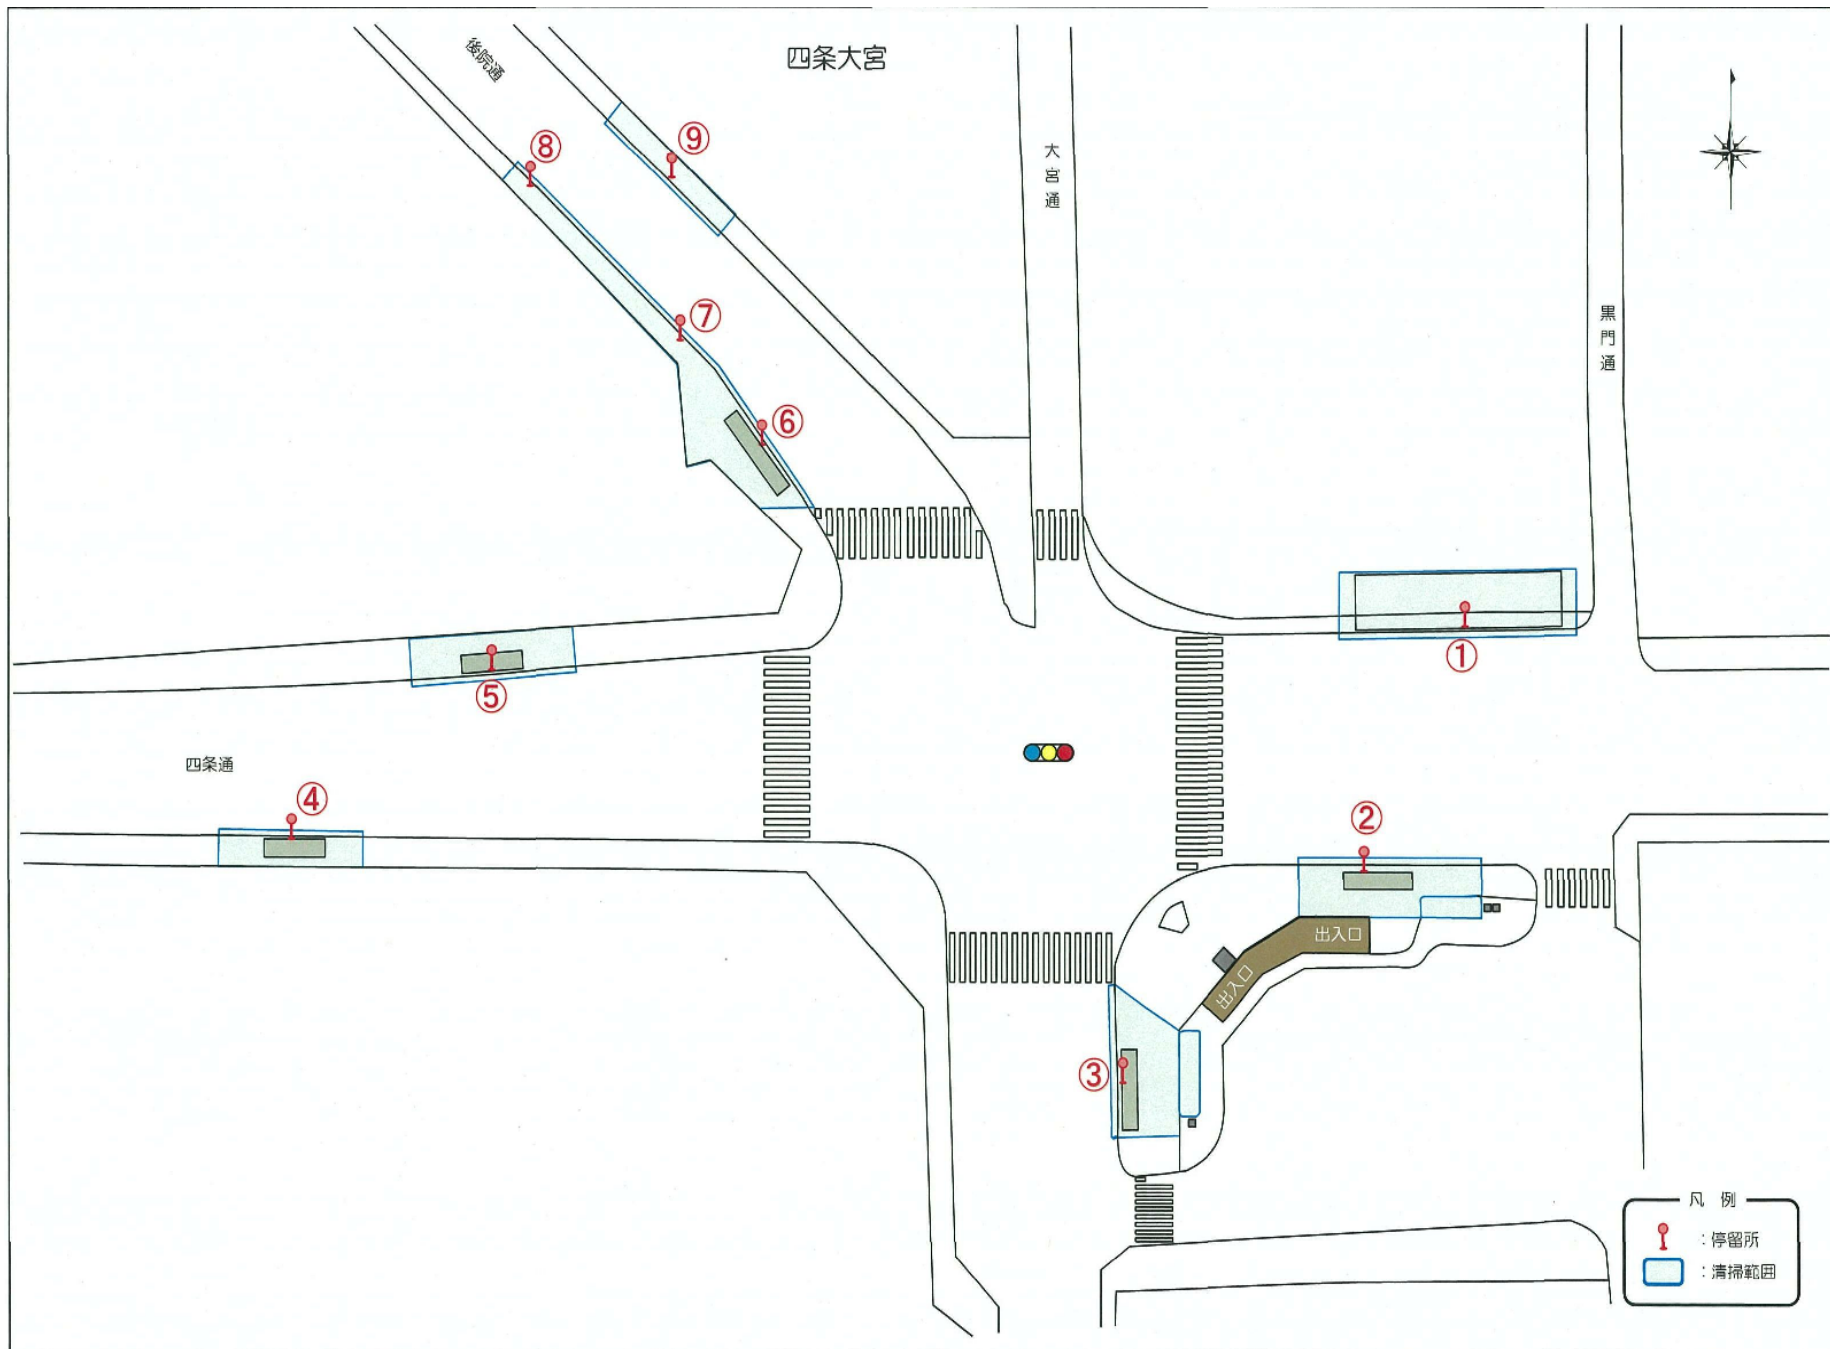 四条大宮
後院通
大宮通
黒門通
⑨
⑧
⑦
⑥
①
⑤
四条通
④
②
出入口
出入口
③
凡 例
：停留所
：清掃範囲